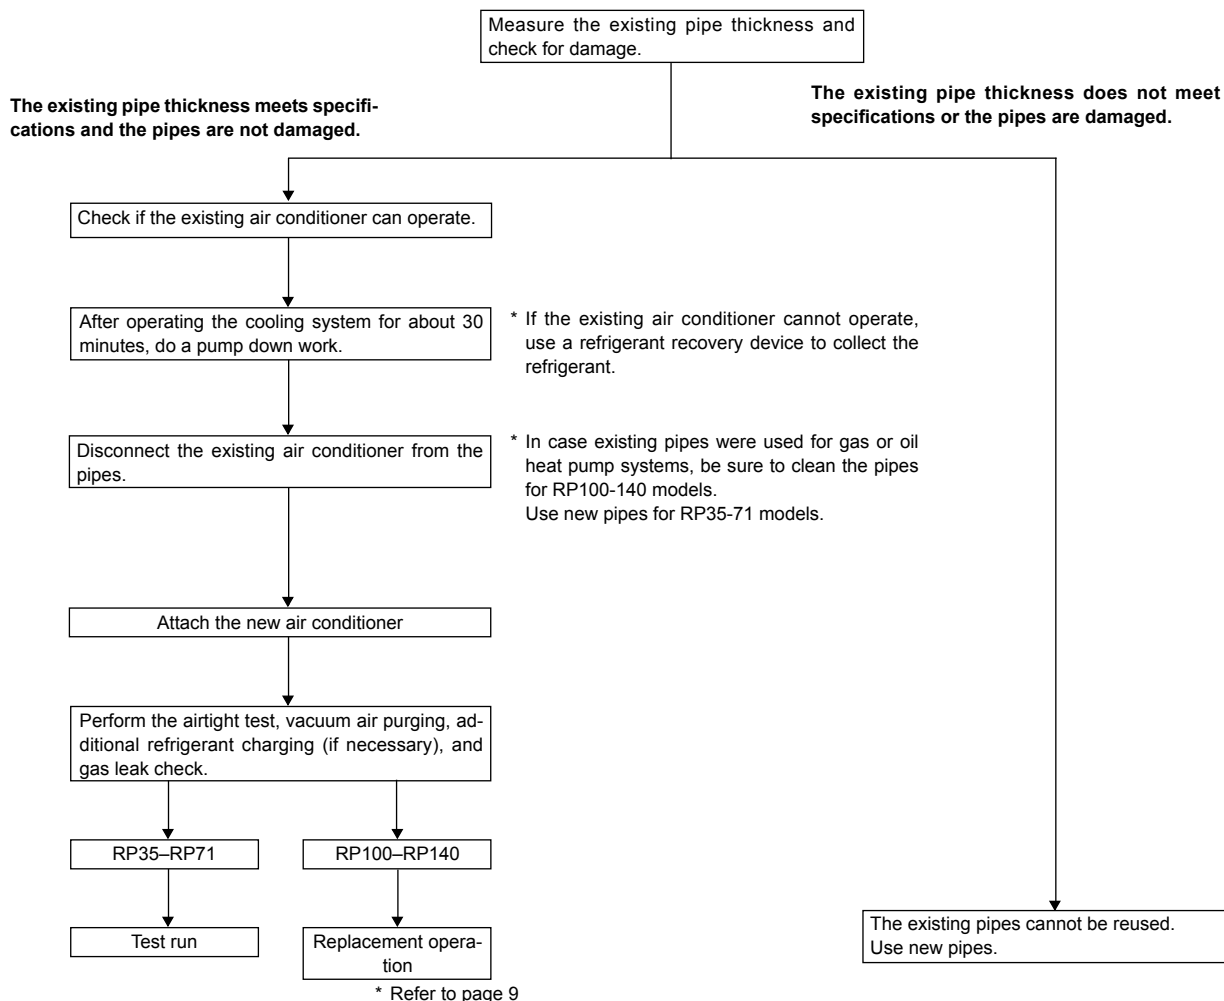 Measure the existing pipe thickness and
check for damage.
The existing pipe thickness meets specifi-
cations and the pipes are not damaged.
The existing pipe thickness does not meet
specifications or the pipes are damaged.
Check if the existing air conditioner can operate.
After operating the cooling system for about 30
minutes, do a pump down work.
* If the existing air conditioner cannot operate,
use a refrigerant recovery device to collect the
refrigerant.
Disconnect the existing air conditioner from the
pipes.
* In case existing pipes were used for gas or oil
heat pump systems, be sure to clean the pipes
for RP100-140 models.
Use new pipes for RP35-71 models.
Attach the new air conditioner
Perform the airtight test, vacuum air purging, ad-
ditional refrigerant charging (if necessary), and
gas leak check.
RP35–RP71
RP100–RP140
Test run
Replacement opera-
tion
* Refer to page 9
The existing pipes cannot be reused.
Use new pipes.